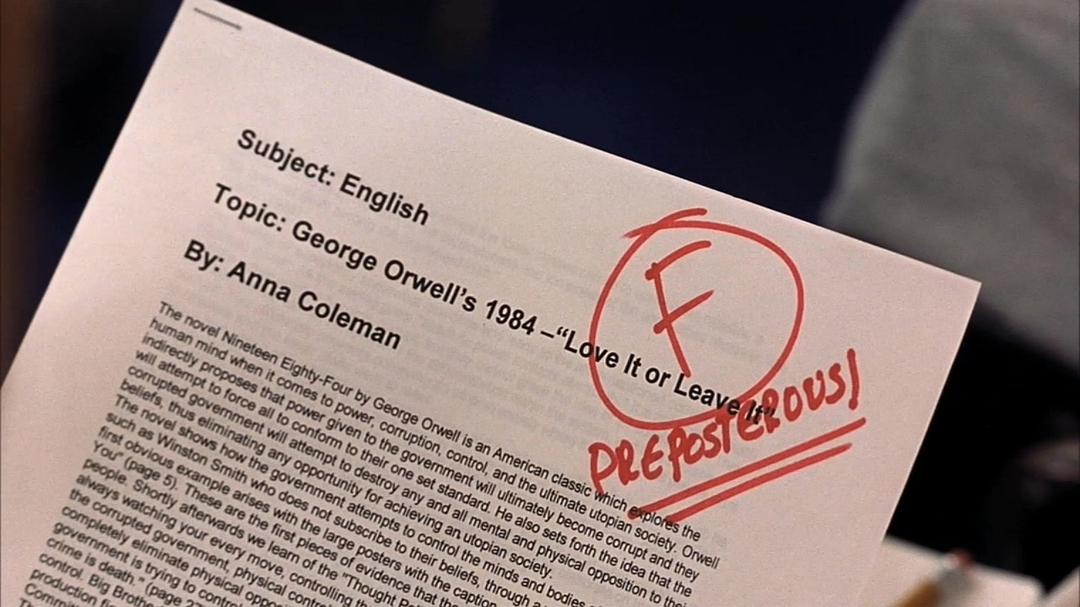 Subject: English
Topic: George Orwell's 1984 –"Love It or Leave It"
By: Anna Coleman
F
PREPOSTEROUS!
The novel Nineteen Eighty-Four by George Orwell is an American classic which explores the
human mind when it comes to power, corruption, control, and the ultimate utopian society. Orwell
indirectly proposes that power given to the government will ultimately become corrupt and they
will attempt to force all to conform to their one set standard. He also sets forth the idea that the
corrupted government will attempt to destroy any and all mental and physical opposition to their
beliefs, thus eliminating any opportunity for achieving an utopian society.
The novel shows how the government attempts to control the minds and bodies of
such as Winston Smith who does not subscribe to their beliefs, through a
first obvious example arises with the large posters with the caption
You" (page 5). These are the first pieces of evidence that the
people. Shortly afterwards we learn of the "Thought
always watching your every move, controlling the
the corrupted government, physical
completely eliminate physical
government is trying to control
crime is death." (page
control. Big
production